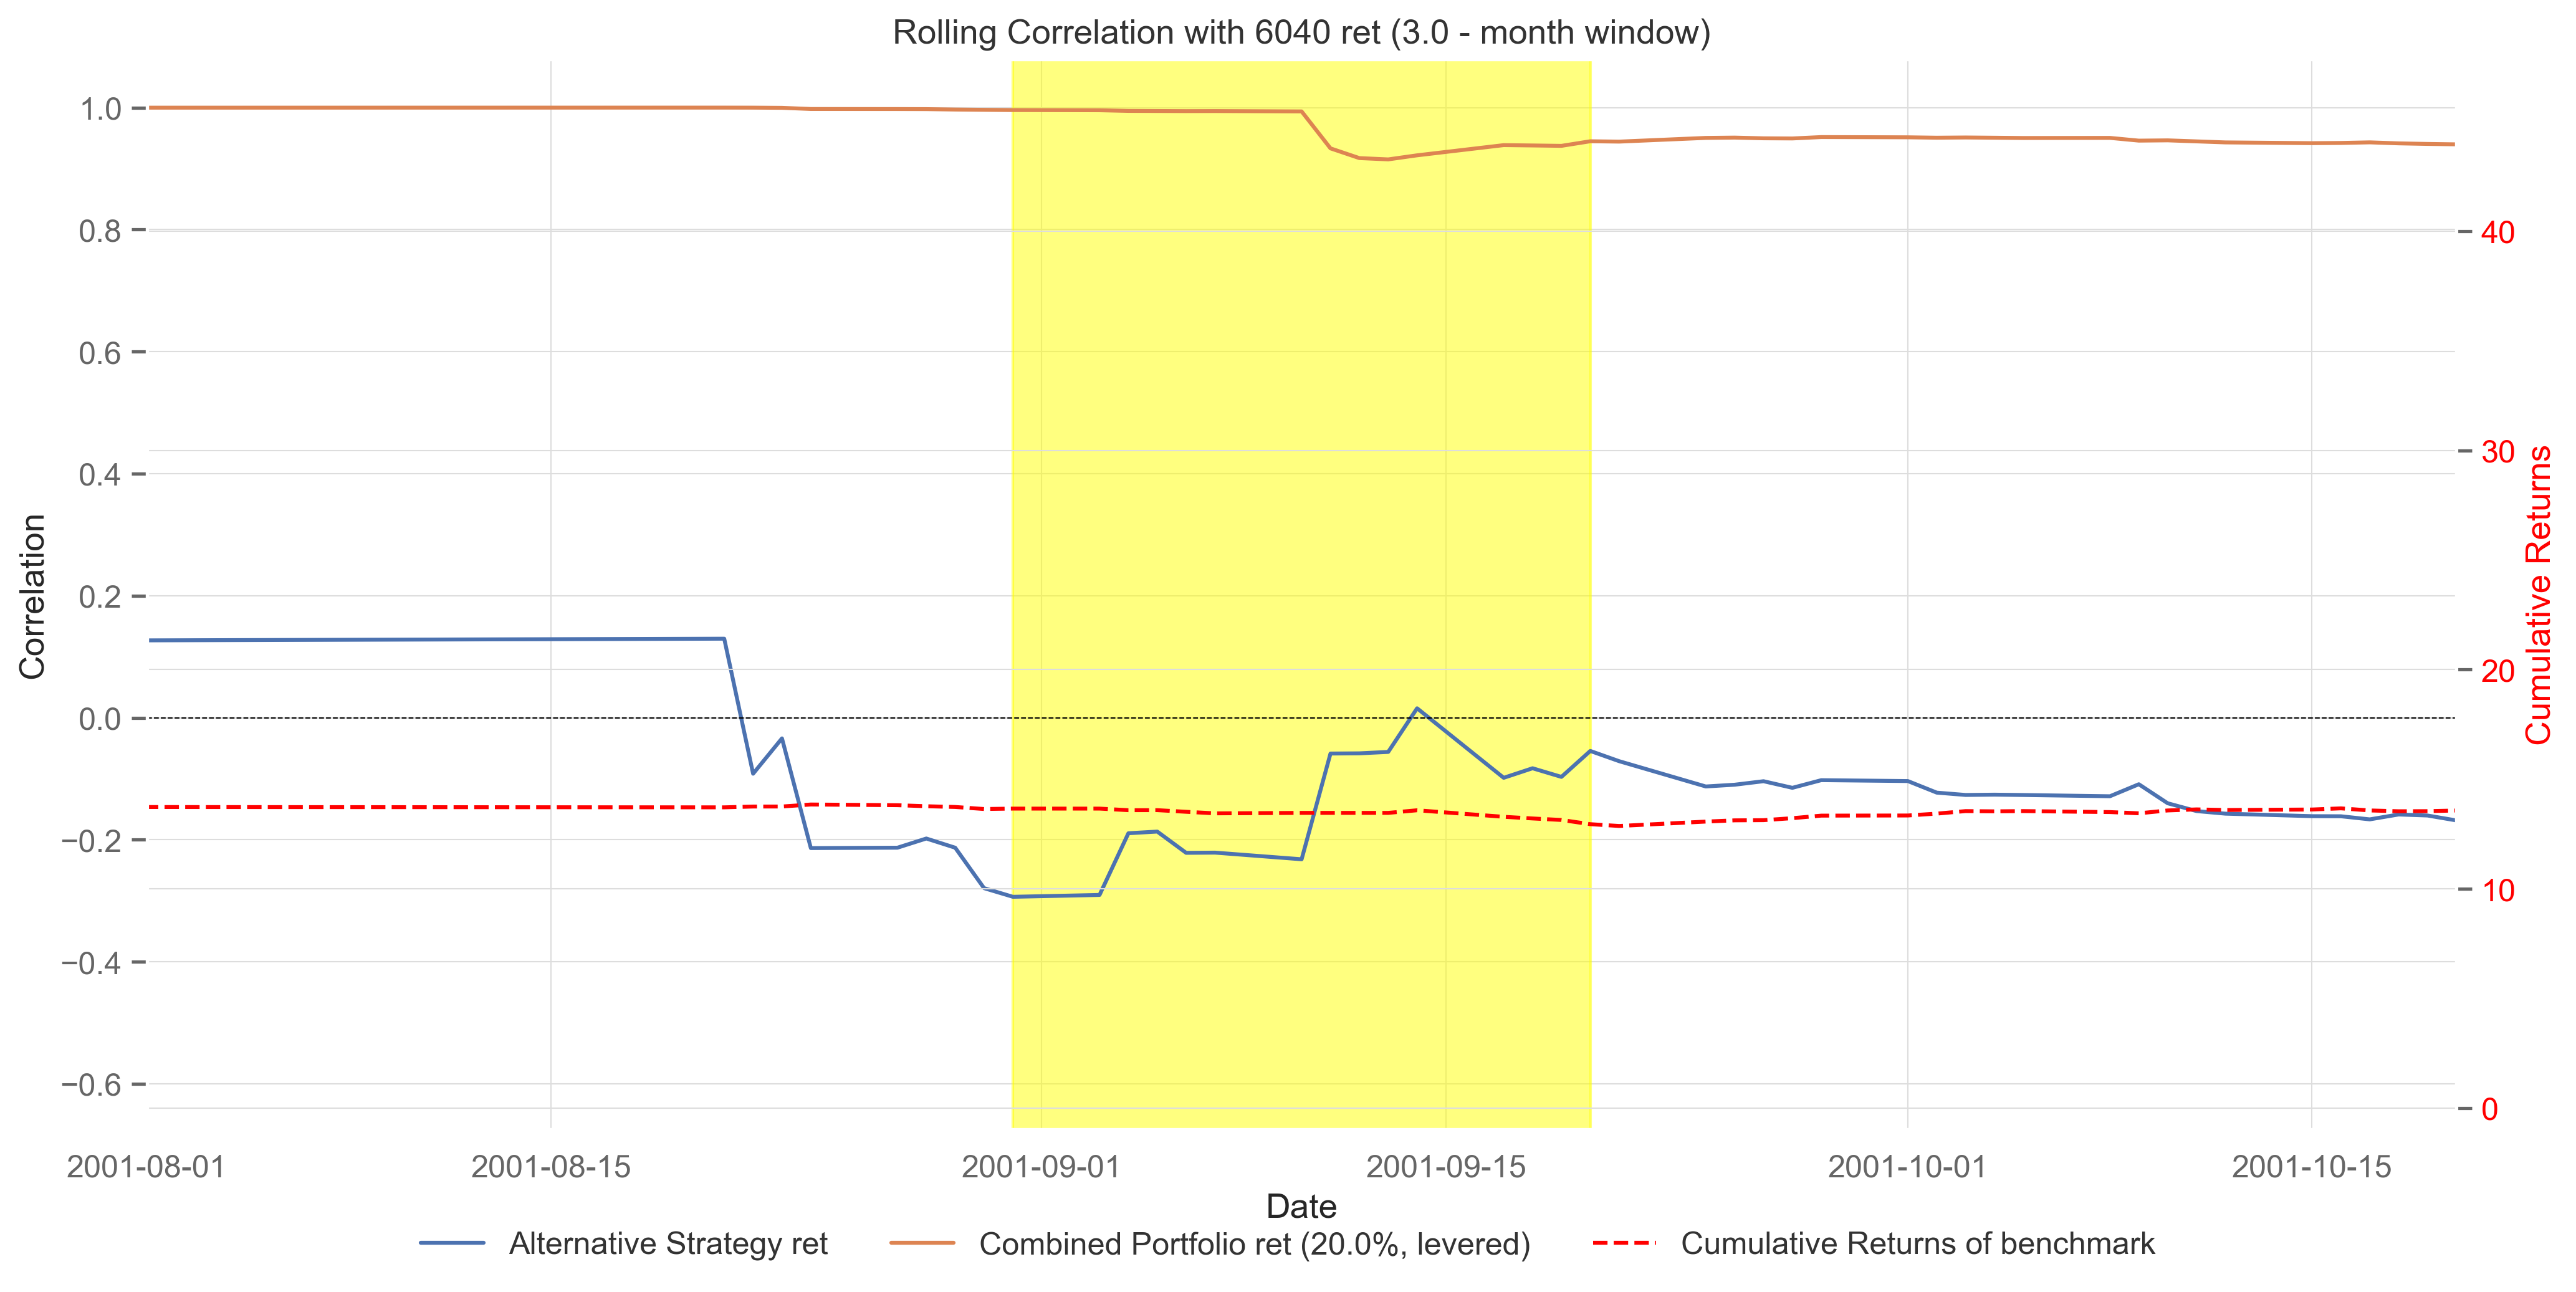 Rolling Correlation with 6040 ret (3.0 - month window)
1.0
0.8
0.6
0.4
0.2
0.0
−0.2
−0.4
−0.6
Correlation
40
30
20
10
0
Cumulative Returns
2001-08-01
2001-08-15
2001-09-01
2001-09-15
2001-10-01
2001-10-15
Date
Alternative Strategy ret
Combined Portfolio ret (20.0%, levered)
Cumulative Returns of benchmark